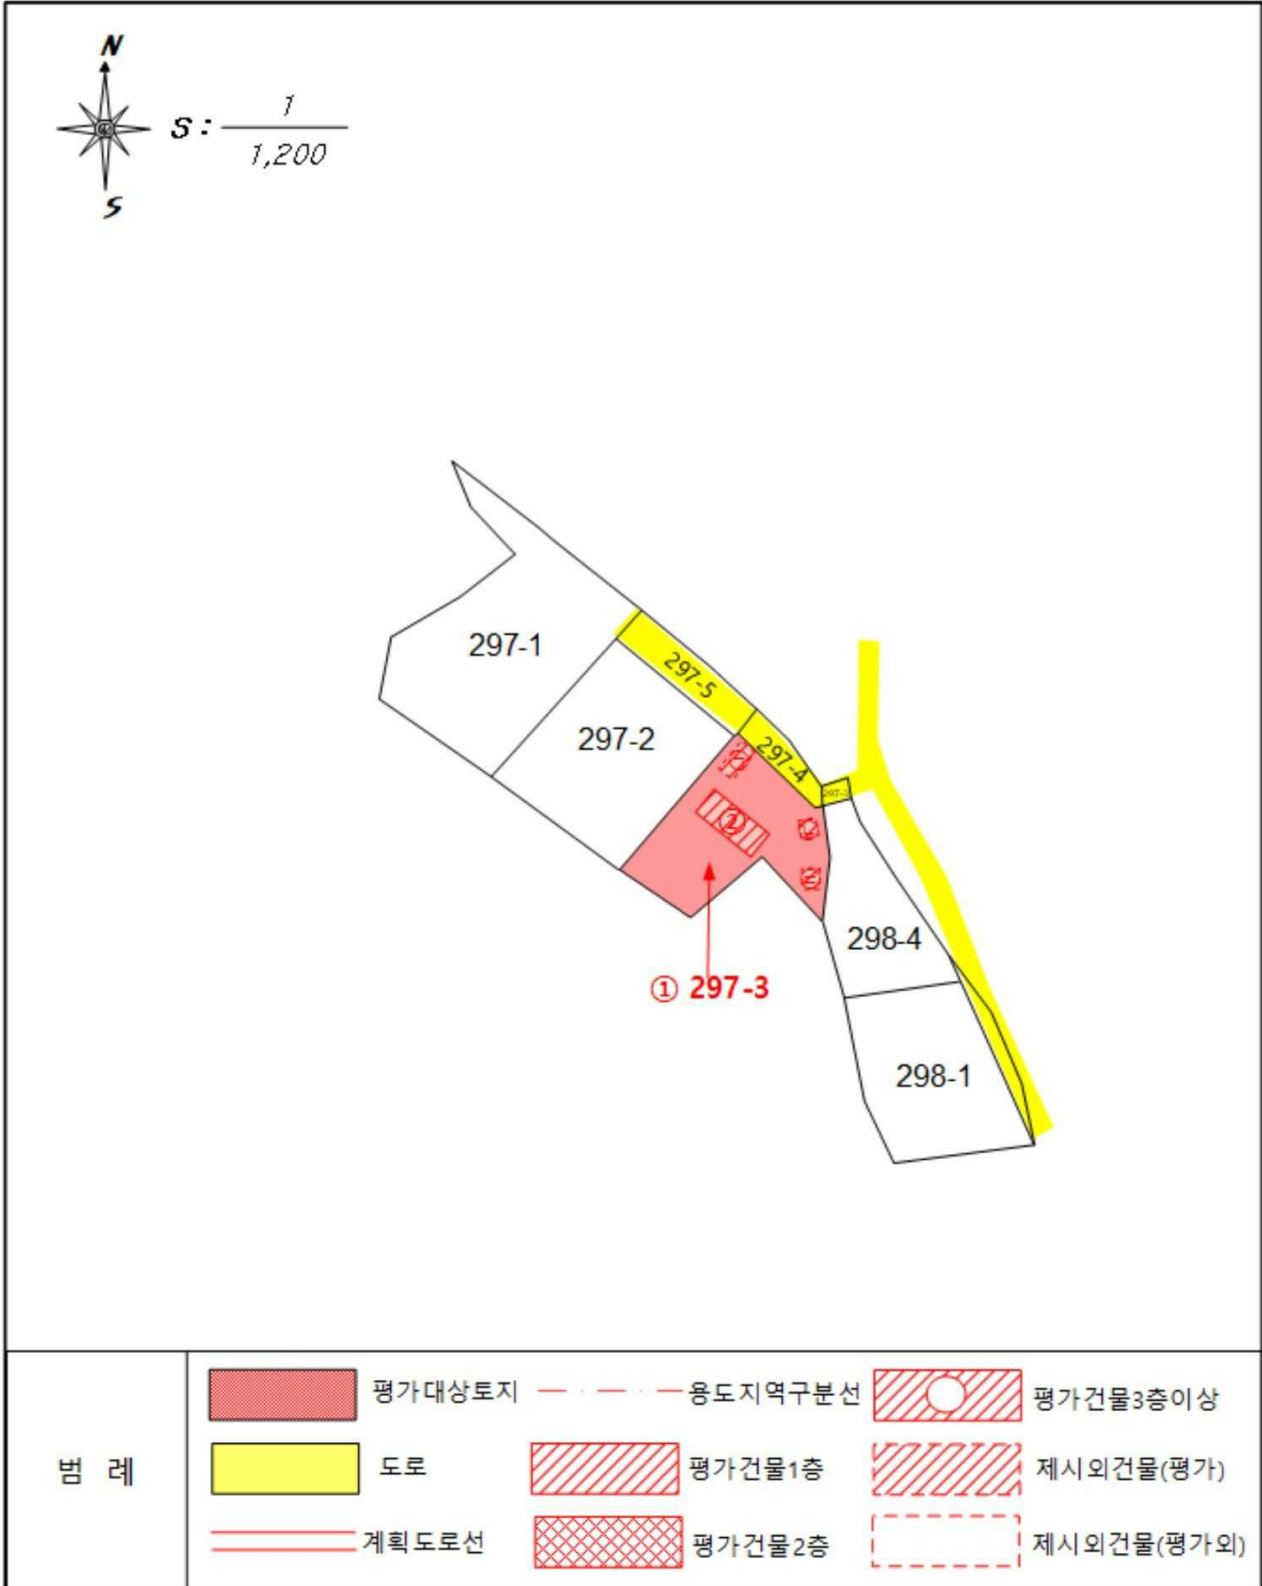 N
S : 1
1,200
S
297-1
297-5
297-2
297-4
298-4
① 297-3
298-1
범 례
평가대상토지
용도지역구분선
평가건물3층이상
도로
평가건물1층
제시외건물(평가)
계획도로선
평가건물2층
제시외건물(평가외)